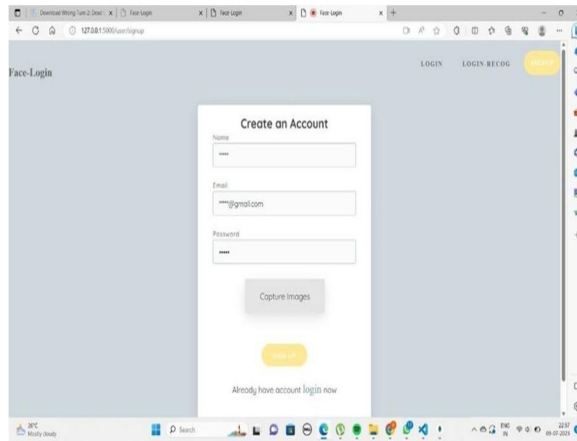 Download Wrong Turn 2: Dead
Face Login
Face Login
Face Login
127.0.0.1:5000/user/signup
LOGIN
LOGIN-RECOG
SIGNUP
Face-Login
Create an Account
Name
****
Email
****@gmail.com
Password
•••••
Capture Images
SIGN UP
Already have account login now
28°C
Mostly cloudy
Search
ENG
IN
22:57
09-07-2023